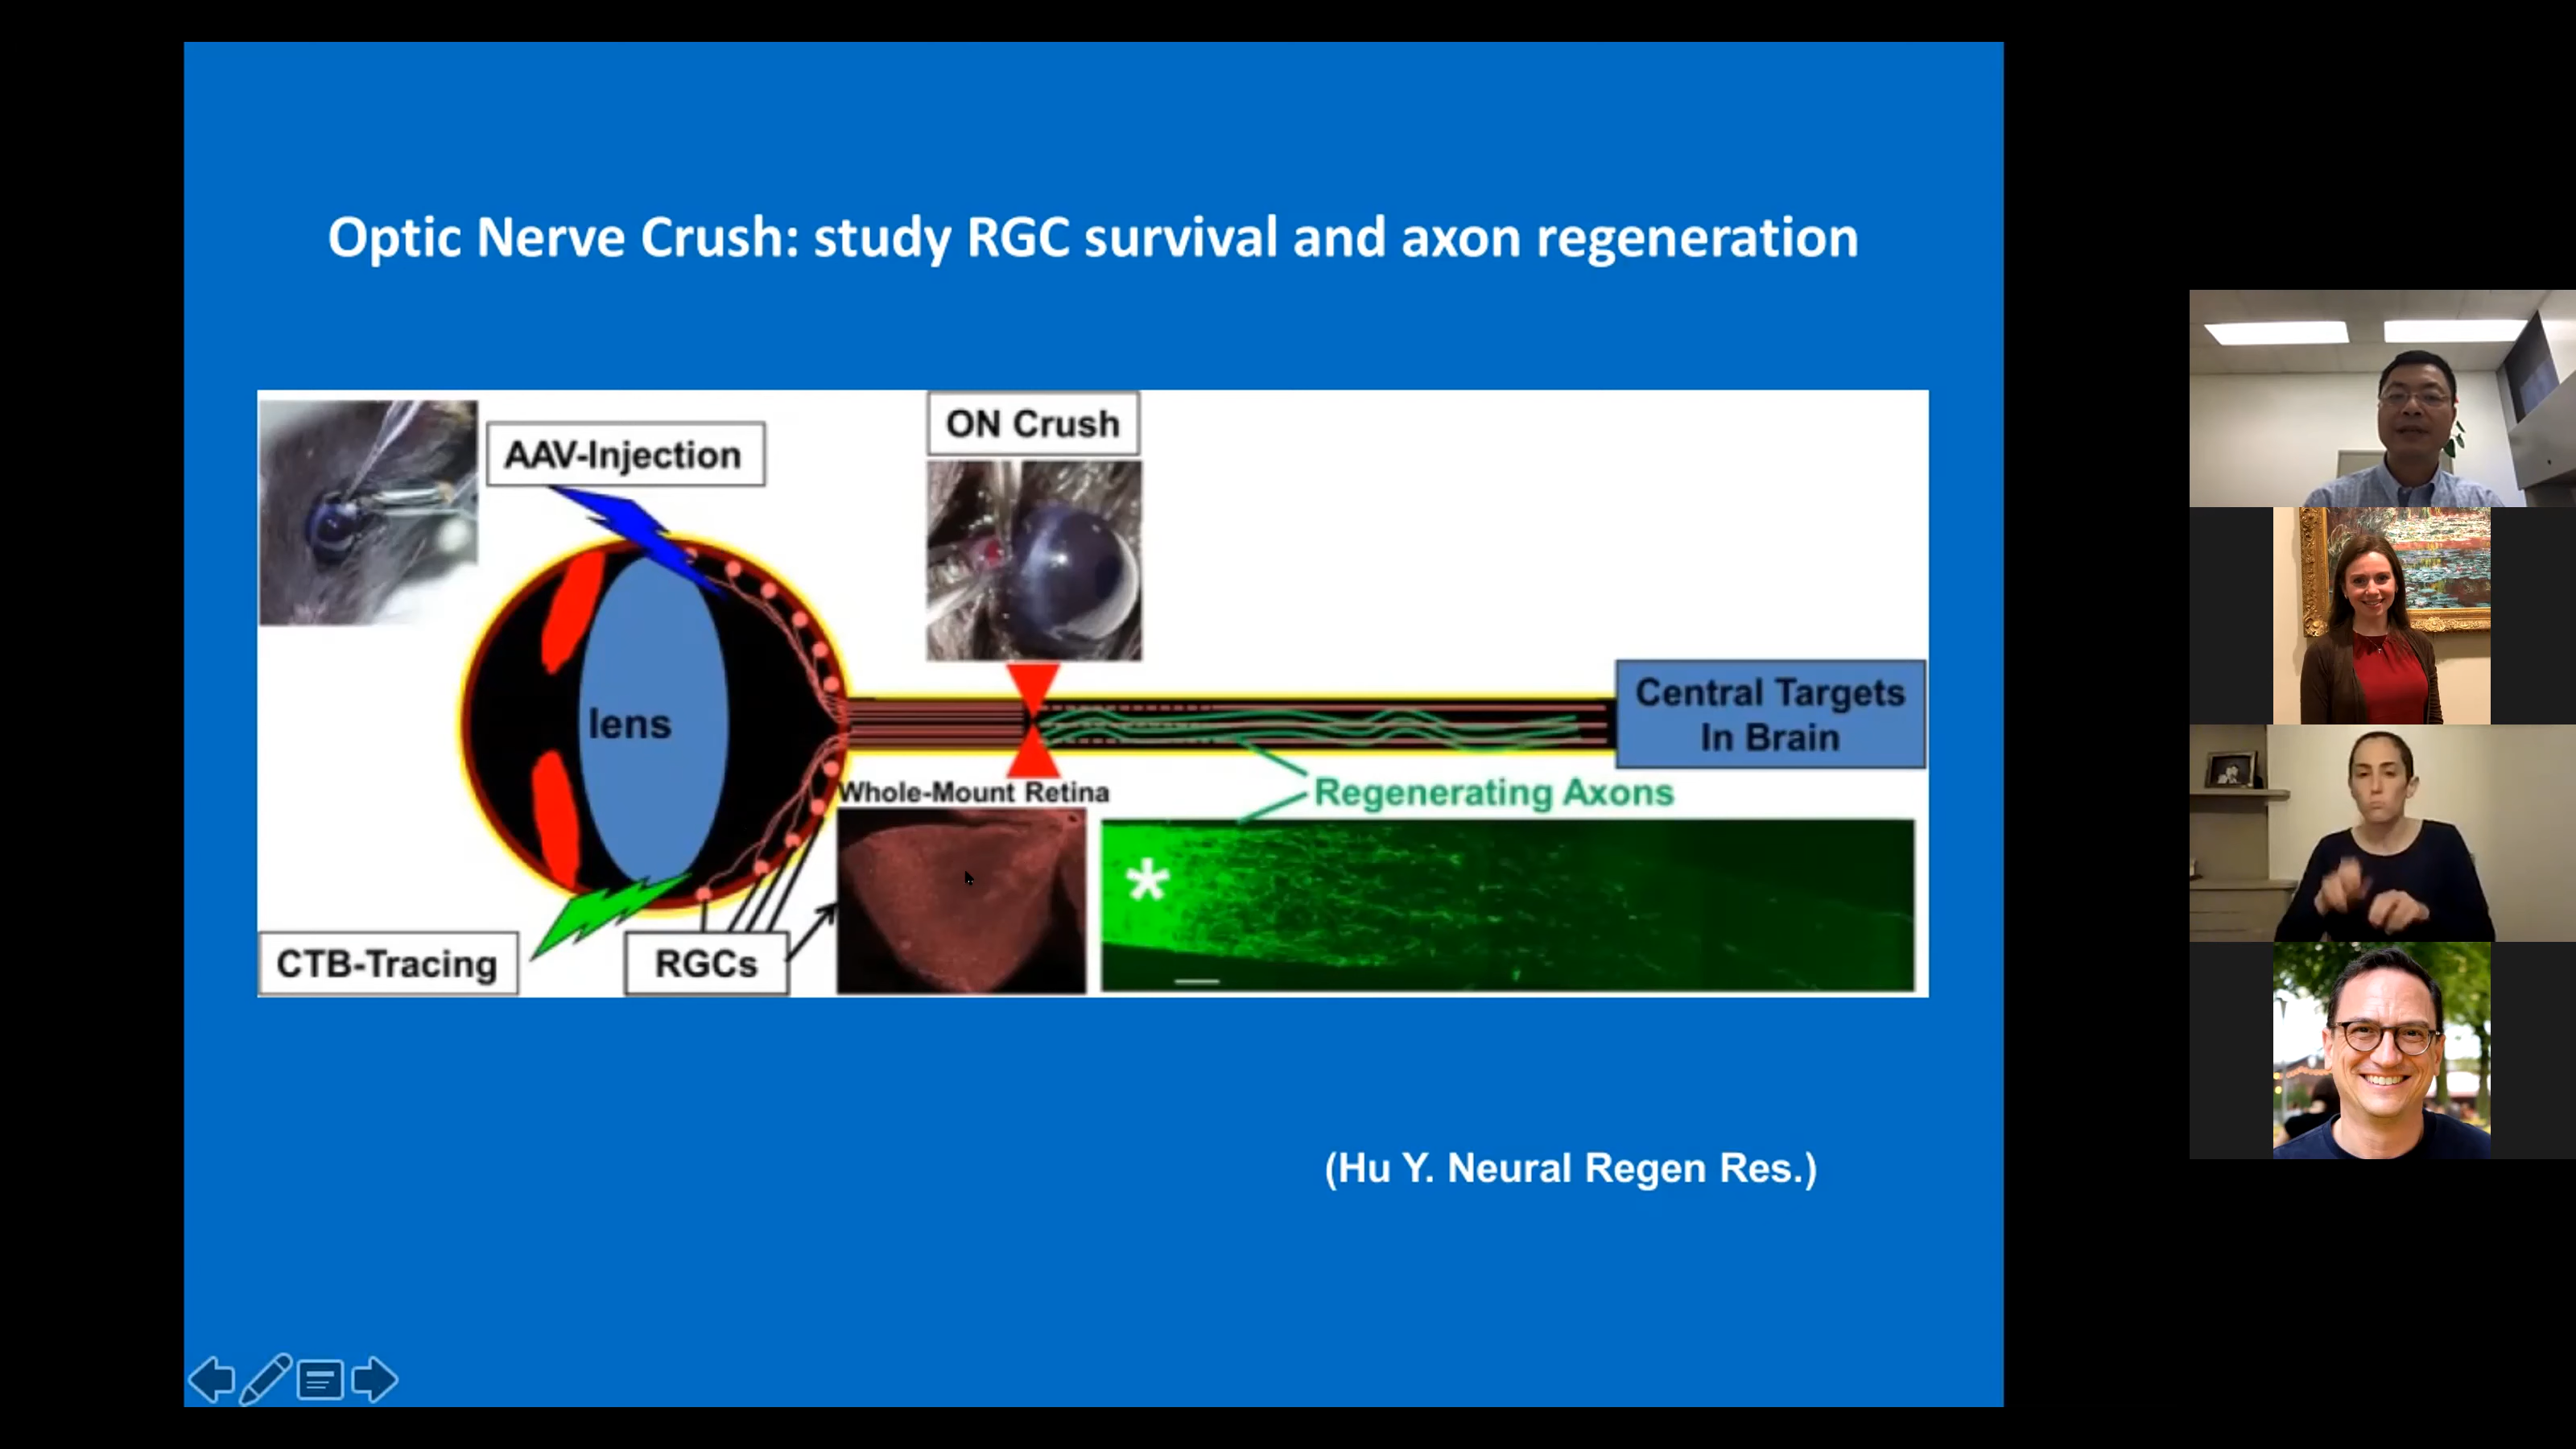 Optic Nerve Crush: study RGC survival and axon regeneration
AAV-Injection
ON Crush
lens
Central Targets
In Brain
Whole-Mount Retina
Regenerating Axons
*
CTB-Tracing
RGCs
(Hu Y. Neural Regen Res.)